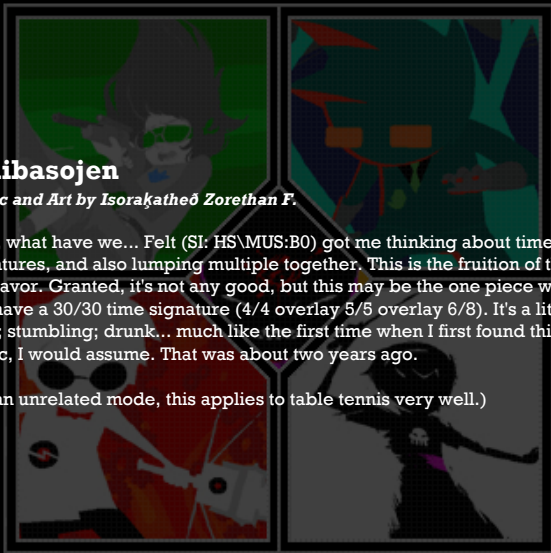 ibasojen
c and Art by Isoraķatheð Zorethan F.
what have we... Felt (SI: HS\MUS:B0) got me thinking about time
tures, and also lumping multiple together. This is the fruition of t
avor. Granted, it's not any good, but this may be the one piece w
have a 30/30 time signature (4/4 overlay 5/5 overlay 6/8). It's a lit
; stumbling; drunk... much like the first time when I first found thi
c, I would assume. That was about two years ago.
an unrelated mode, this applies to table tennis very well.)